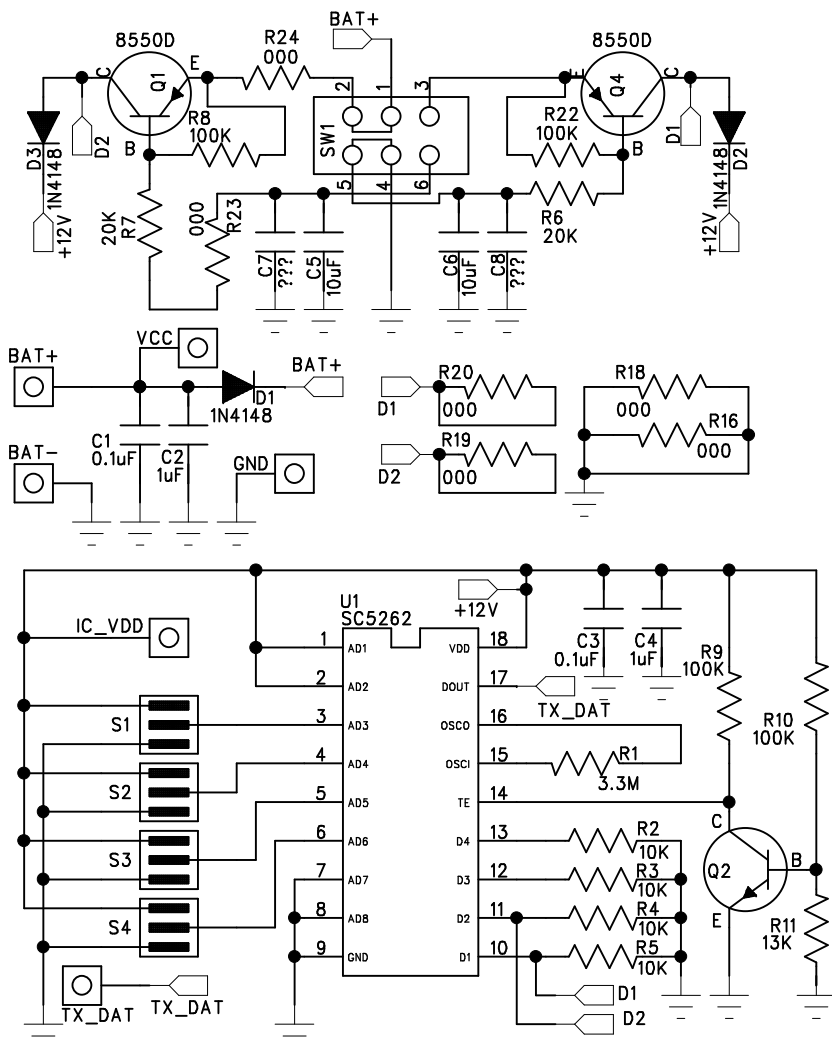 BAT+
8550D
R24
000
8550D
C
Q1
E
2
1
3
E
Q4
C
R8
100K
SW1
R22
100K
D3
1N4148
D2
B
B
D1
D2
1N4148
5
4
6
R7
20K
000
R23
R6
20K
+12V
+12V
C7
???
C5
10uF
C6
10uF
C8
???
VCC
BAT+
BAT+
D1
1N4148
R20
D1
000
R18
000
R16
000
C1
0.1uF
C2
1uF
BAT-
GND
R19
D2
000
U1
SC5262
+12V
IC_VDD
C3
0.1uF
C4
1uF
R9
100K
1
AD1
VDD
18
2
AD2
DOUT
17
TX_DAT
S1
3
AD3
OSCO
16
R10
100K
S2
4
AD4
OSCI
15
R1
3.3M
5
AD5
TE
14
C
S3
6
AD6
D4
13
R2
10K
Q2
B
7
AD7
D3
12
R3
10K
S4
8
AD8
D2
11
R4
10K
E
R11
13K
9
GND
D1
10
R5
10K
TX_DAT
TX_DAT
D1
D2